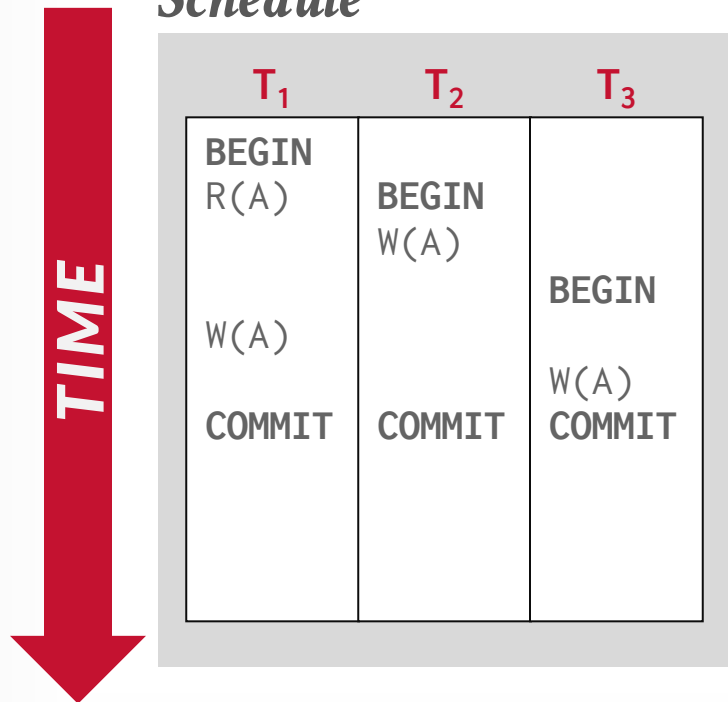 Schedule
TIME
T₁ T₂ T₃
BEGIN
R(A) BEGIN
W(A)
BEGIN
W(A)
W(A)
COMMIT COMMIT COMMIT